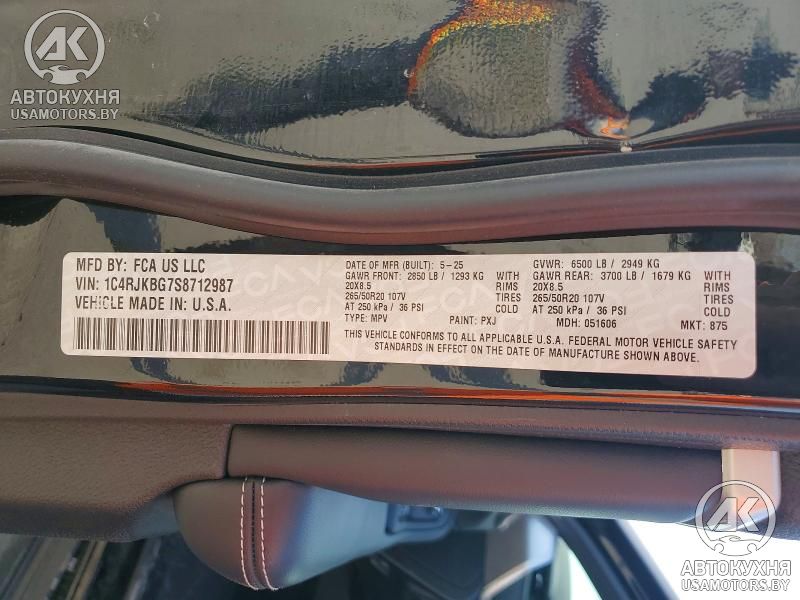 AK
АВТОКУХНЯ
USAMOTORS.BY
MFD BY: FCA US LLC
VIN: 1C4RJKBG7S8712987
VEHICLE MADE IN: U.S.A.
DATE OF MFR (BUILT): 5-25 GVWR: 6500 LB / 2949 KG
GAWR FRONT: 2850 LB / 1293 KG GAWR REAR: 3700 LB / 1679 KG
20X8.5 RIMS 20X8.5 RIMS
265/50R20 107V TIRES 265/50R20 107V TIRES
AT 250 kPa / 36 PSI COLD AT 250 kPa / 36 PSI COLD
TYPE: MPV PAINT: PXJ MDH: 051606 MKT: 875
THIS VEHICLE CONFORMS TO ALL APPLICABLE U.S.A. FEDERAL MOTOR VEHICLE SAFETY
STANDARDS IN EFFECT ON THE DATE OF MANUFACTURE SHOWN ABOVE.
AK
АВТОКУХНЯ
USAMOTORS.BY